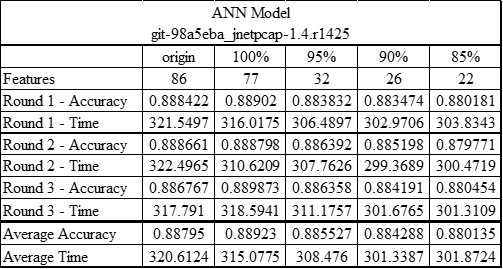 ANN Model
git-98a5eba_jnetpcap-1.4.r1425
origin 100% 95% 90% 85%
Features 86 77 32 26 22
Round 1 - Accuracy 0.888422 0.88902 0.883832 0.883474 0.880181
Round 1 - Time 321.5497 316.0175 306.4897 302.9706 303.8343
Round 2 - Accuracy 0.888661 0.888798 0.886392 0.885198 0.879771
Round 2 - Time 322.4965 310.6209 307.7626 299.3689 300.4719
Round 3 - Accuracy 0.886767 0.889873 0.886358 0.884191 0.880454
Round 3 - Time 317.791 318.5941 311.1757 301.6765 301.3109
Average Accuracy 0.88795 0.88923 0.885527 0.884288 0.880135
Average Time 320.6124 315.0775 308.476 301.3387 301.8724